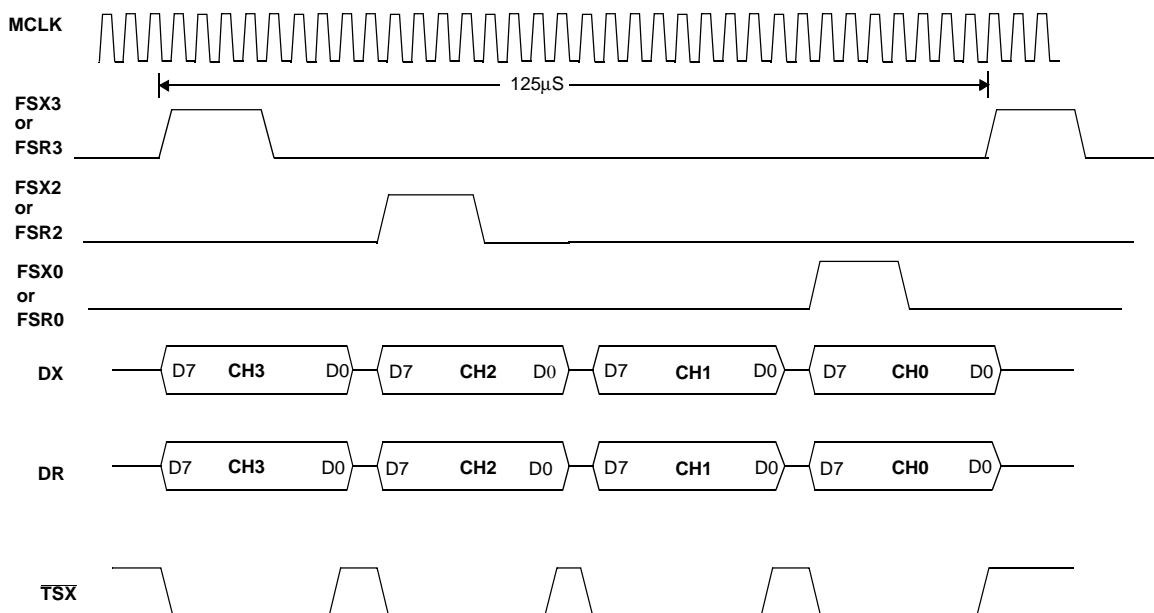 MCLK
125µS
FSX3
or
FSR3
FSX2
or
FSR2
FSX0
or
FSR0
DX D7 CH3 D0 D7 CH2 D0 D7 CH1 D0 D7 CH0 D0
DR D7 CH3 D0 D7 CH2 D0 D7 CH1 D0 D7 CH0 D0
TSX